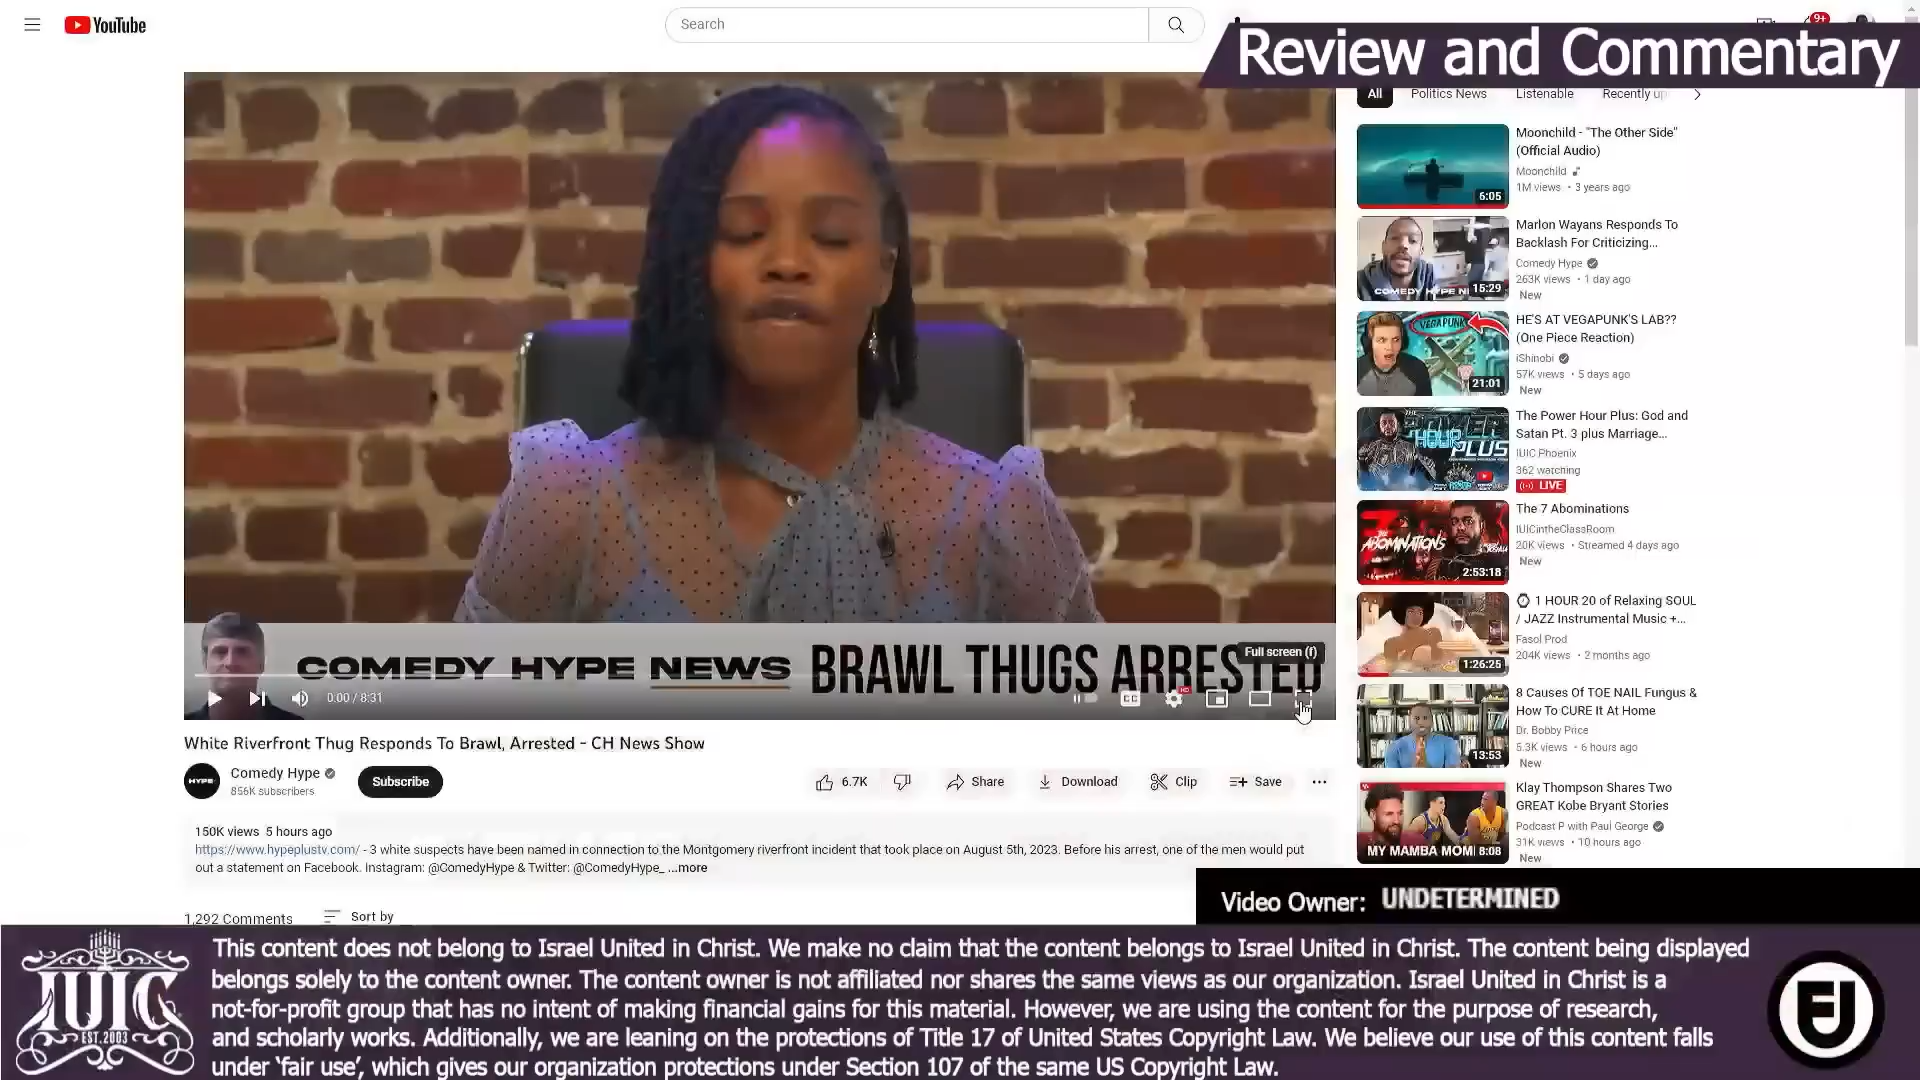 YouTube
Search
9+
Review and Commentary
All
Politics News
Listenable
Recently up
Moonchild - "The Other Side"
(Official Audio)
Moonchild
1M views • 3 years ago
6:05
Marlon Wayans Responds To
Backlash For Criticizing...
Comedy Hype
263K views • 1 day ago
New
COMEDY HYPE NE
15:29
HE'S AT VEGAPUNK'S LAB??
(One Piece Reaction)
iShinobi
57K views • 5 days ago
New
VEGAPUNK
21:01
The Power Hour Plus: God and
Satan Pt. 3 plus Marriage...
IUIC Phoenix
362 watching
LIVE
HOUR
PLUS
The 7 Abominations
IUICintheClassRoom
20K views • Streamed 4 days ago
New
ABOMINATIONS
2:53:18
1 HOUR 20 of Relaxing SOUL
/ JAZZ Instrumental Music +...
Fasol Prod
204K views • 2 months ago
1:26:25
8 Causes Of TOE NAIL Fungus &
How To CURE It At Home
Dr. Bobby Price
5.3K views • 6 hours ago
New
13:53
Klay Thompson Shares Two
GREAT Kobe Bryant Stories
Podcast P with Paul George
31K views • 10 hours ago
New
MY MAMBA MOM
8:08
COMEDY HYPE NEWS BRAWL THUGS ARRESTED
Full screen (f)
0:00 / 8:31
CC
HD
White Riverfront Thug Responds To Brawl, Arrested - CH News Show
HYPE
Comedy Hype
856K subscribers
Subscribe
6.7K
Share
Download
Clip
Save
150K views 5 hours ago
https://www.hypeplustv.com/ - 3 white suspects have been named in connection to the Montgomery riverfront incident that took place on August 5th, 2023. Before his arrest, one of the men would put
out a statement on Facebook. Instagram: @ComedyHype & Twitter: @ComedyHype_ ...more
1,292 Comments
Sort by
Video Owner: UNDETERMINED
IUIC
EST.2003
This content does not belong to Israel United in Christ. We make no claim that the content belongs to Israel United in Christ. The content being displayed
belongs solely to the content owner. The content owner is not affiliated nor shares the same views as our organization. Israel United in Christ is a
not-for-profit group that has no intent of making financial gains for this material. However, we are using the content for the purpose of research,
and scholarly works. Additionally, we are leaning on the protections of Title 17 of United States Copyright Law. We believe our use of this content falls
under 'fair use', which gives our organization protections under Section 107 of the same US Copyright Law.